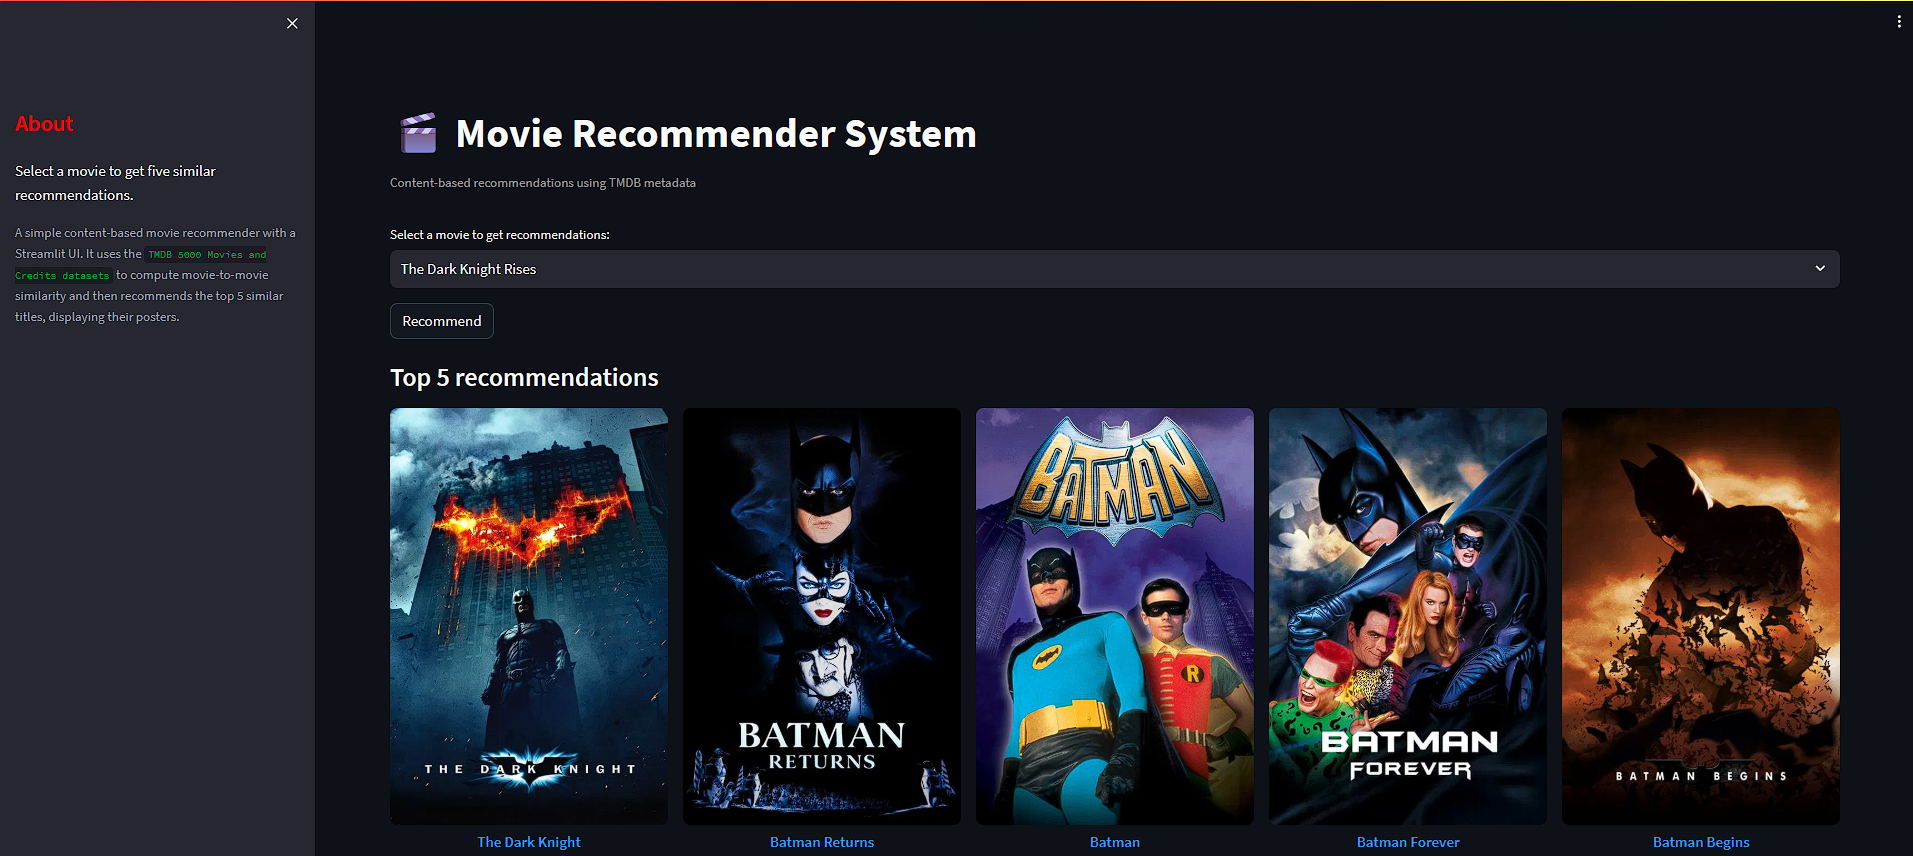 About
Select a movie to get five similar
recommendations.
A simple content-based movie recommender with a
Streamlit UI. It uses the TMDB 5000 Movies and
Credits datasets to compute movie-to-movie
similarity and then recommends the top 5 similar
titles, displaying their posters.
Movie Recommender System
Content-based recommendations using TMDB metadata
Select a movie to get recommendations:
The Dark Knight Rises
Recommend
Top 5 recommendations
THE DARK KNIGHT
BATMAN
RETURNS
BATMAN
R
BATMAN
FOREVER
BATMAN BEGINS
The Dark Knight
Batman Returns
Batman
Batman Forever
Batman Begins